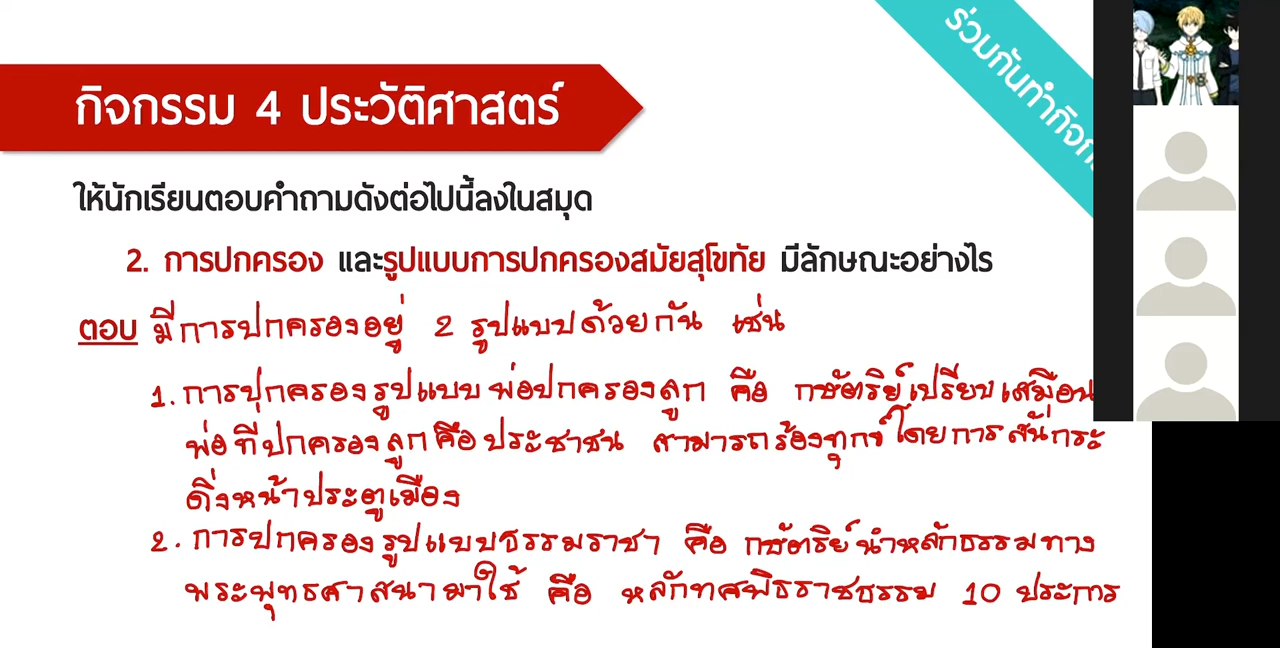 กิจกรรม 4 ประวัติศาสตร์
ร่วมกันทำกิจก
ให้นักเรียนตอบคำถามดังต่อไปนี้ลงในสมุด
2. การปกครอง และรูปแบบการปกครองสมัยสุโขทัย มีลักษณะอย่างไร
ตอบ มีการปกครองอยู่ 2 รูปแบบด้วยกัน เช่น
1. การปกครองรูปแบบพ่อปกครองลูก คือ กษัตริย์เปรียบเสมือน
พ่อที่ปกครองลูกคือประชาชน สามารถร้องทุกข์โดยการสั่นกระ
ดิ่งหน้าประตูเมือง
2. การปกครองรูปแบบธรรมราชา คือ กษัตริย์นำหลักธรรมทาง
พระพุทธศาสนามาใช้ คือ หลักทศพิธราชธรรม 10 ประการ